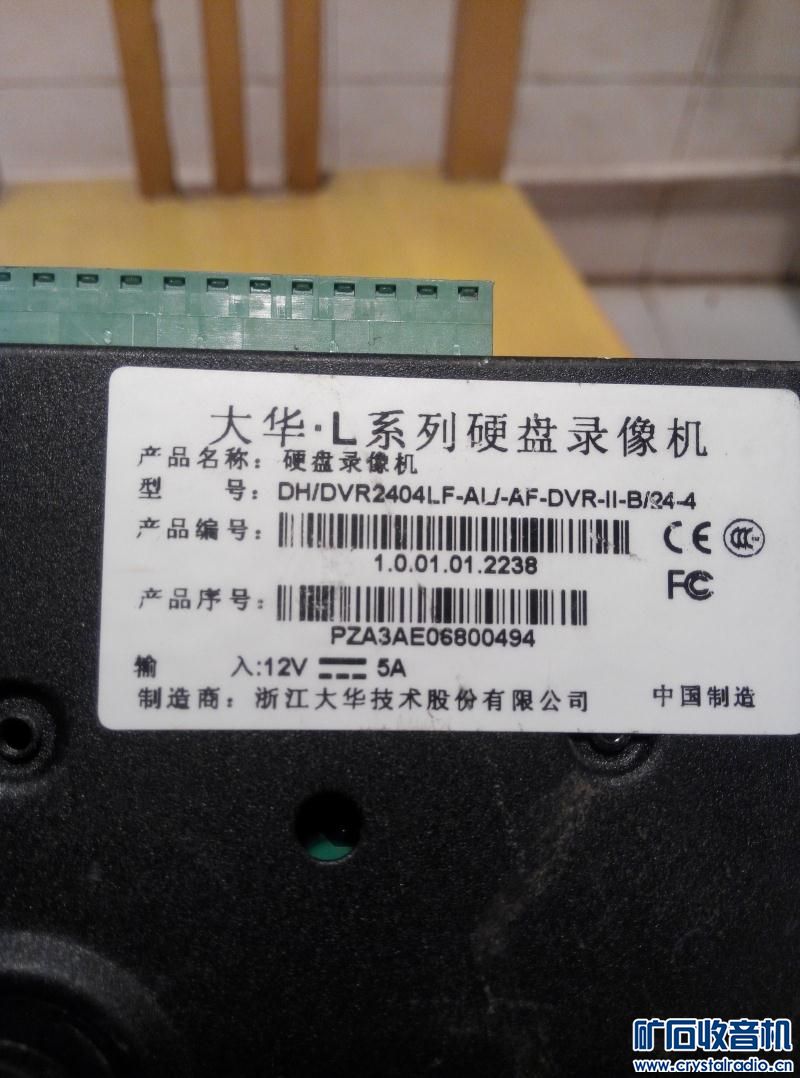 大华·L系列硬盘录像机
产品名称：硬盘录像机
型 号：DH/DVR2404LF-AL/-AF-DVR-II-B/24-4
产品编号：
1.0.01.01.2238
CE
FC
产品序号：
PZA3AE06800494
输 入:12V 5A
制造商：浙江大华技术股份有限公司 中国制造
矿石收音机
www.crystalradio.cn